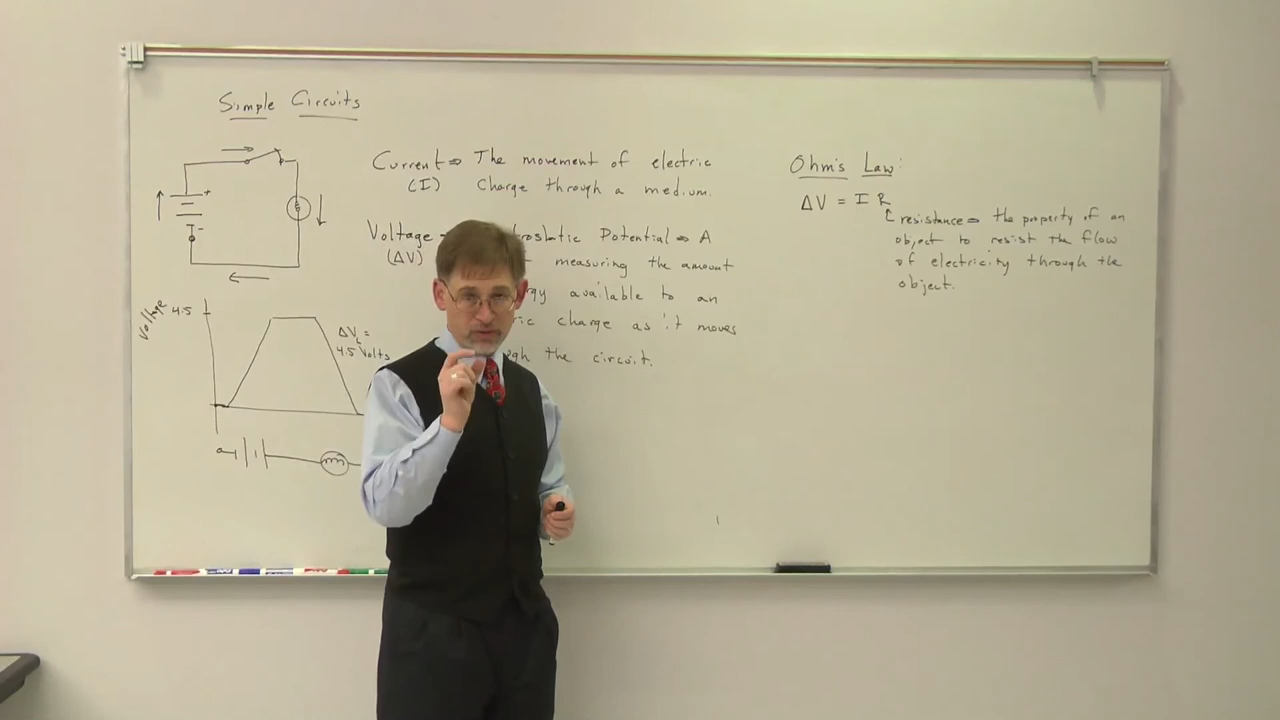 Simple Circuits
Current ⇒ The movement of electric
(I) Charge through a medium.
Voltage
(ΔV)
Potential ⇒ A
measuring the amount
available to an
charge as it moves
the circuit.
Ohm's Law:
ΔV = I R
resistance ⇒ the property of an
object to resist the flow
of electricity through the
object.
+
-
Voltage
4.5
ΔV_L =
4.5 Volts